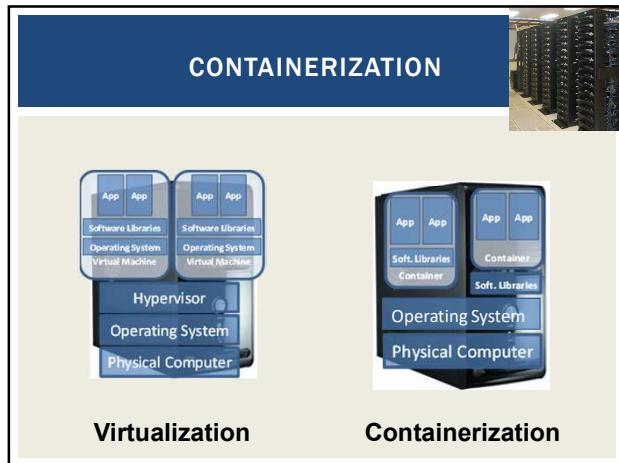 CONTAINERIZATION
App App
Software Libraries
Operating System
Virtual Machine
App App
Software Libraries
Operating System
Virtual Machine
Hypervisor
Operating System
Physical Computer
Virtualization
App App
Soft. Libraries
Container
App App
Container
Soft. Libraries
Operating System
Physical Computer
Containerization